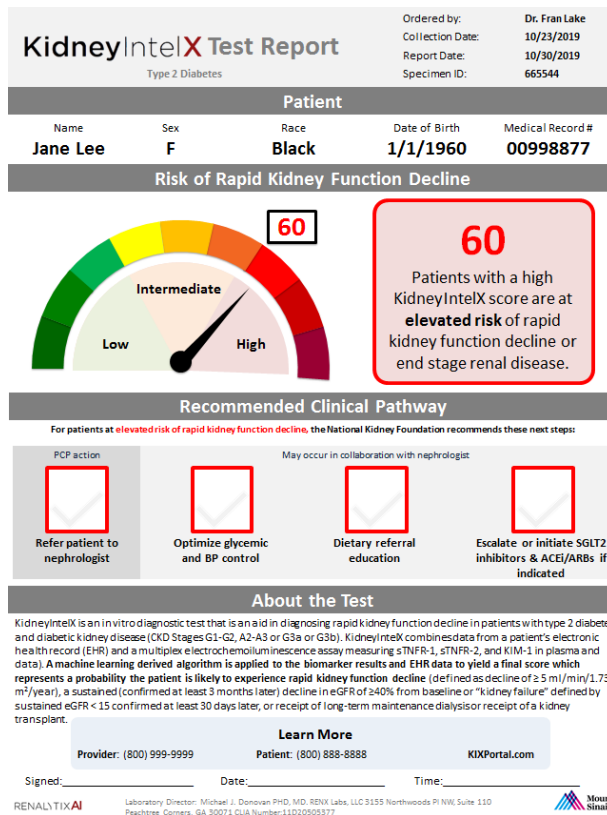 Ordered by: Dr. Fran Lake
KidneyIntelX Test Report
Collection Date: 10/23/2019
Report Date: 10/30/2019
Type 2 Diabetes
Specimen ID: 665544
Patient
Name Sex Race Date of Birth Medical Record #
Jane Lee F Black 1/1/1960 00998877
Risk of Rapid Kidney Function Decline
60
Intermediate
Low High
60
Patients with a high
KidneyIntelX score are at
elevated risk of rapid
kidney function decline or
end stage renal disease.
Recommended Clinical Pathway
For patients at elevated risk of rapid kidney function decline, the National Kidney Foundation recommends these next steps:
PCP action May occur in collaboration with nephrologist
Refer patient to
nephrologist
Optimize glycemic
and BP control
Dietary referral
education
Escalate or initiate SGLT2
inhibitors & ACEi/ARBs if
indicated
About the Test
KidneyIntelX is an in vitro diagnostic test that is an aid in diagnosing rapid kidney function decline in patients with type 2 diabete
and diabetic kidney disease (CKD Stages G1-G2, A2-A3 or G3a or G3b). KidneyIntelX combines data from a patient's electronic
health record (EHR) and a multiplex electrochemiluminescence assay measuring sTNFR-1, sTNFR-2, and KIM-1 in plasma and
data). A machine learning derived algorithm is applied to the biomarker results and EHR data to yield a final score which
represents a probability the patient is likely to experience rapid kidney function decline (defined as decline of ≥ 5 ml/min/1.73
m²/year), a sustained (confirmed at least 3 months later) decline in eGFR of ≥40% from baseline or “kidney failure” defined by
sustained eGFR < 15 confirmed at least 30 days later, or receipt of long-term maintenance dialysis or receipt of a kidney
transplant.
Learn More
Provider: (800) 999-9999 Patient: (800) 888-8888 KIXPortal.com
Signed: Date: Time:
RENALYTIX AI
Laboratory Director: Michael J. Donovan PHD, MD. RENX Labs, LLC 3155 Northwoods Pl NW, Suite 110
Peachtree Corners, GA 30071 CLIA Number:11D20505377
Moun
Sinai